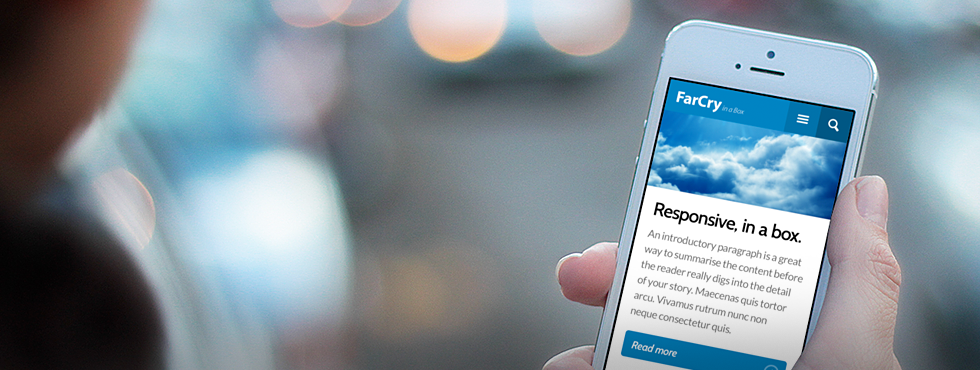 FarCry in a Box
Responsive, in a box.
An introductory paragraph is a great
way to summarise the content before
the reader really digs into the detail
of your story. Maecenas quis tortor
arcu. Vivamus rutrum nunc non
neque consectetur quis.
Read more